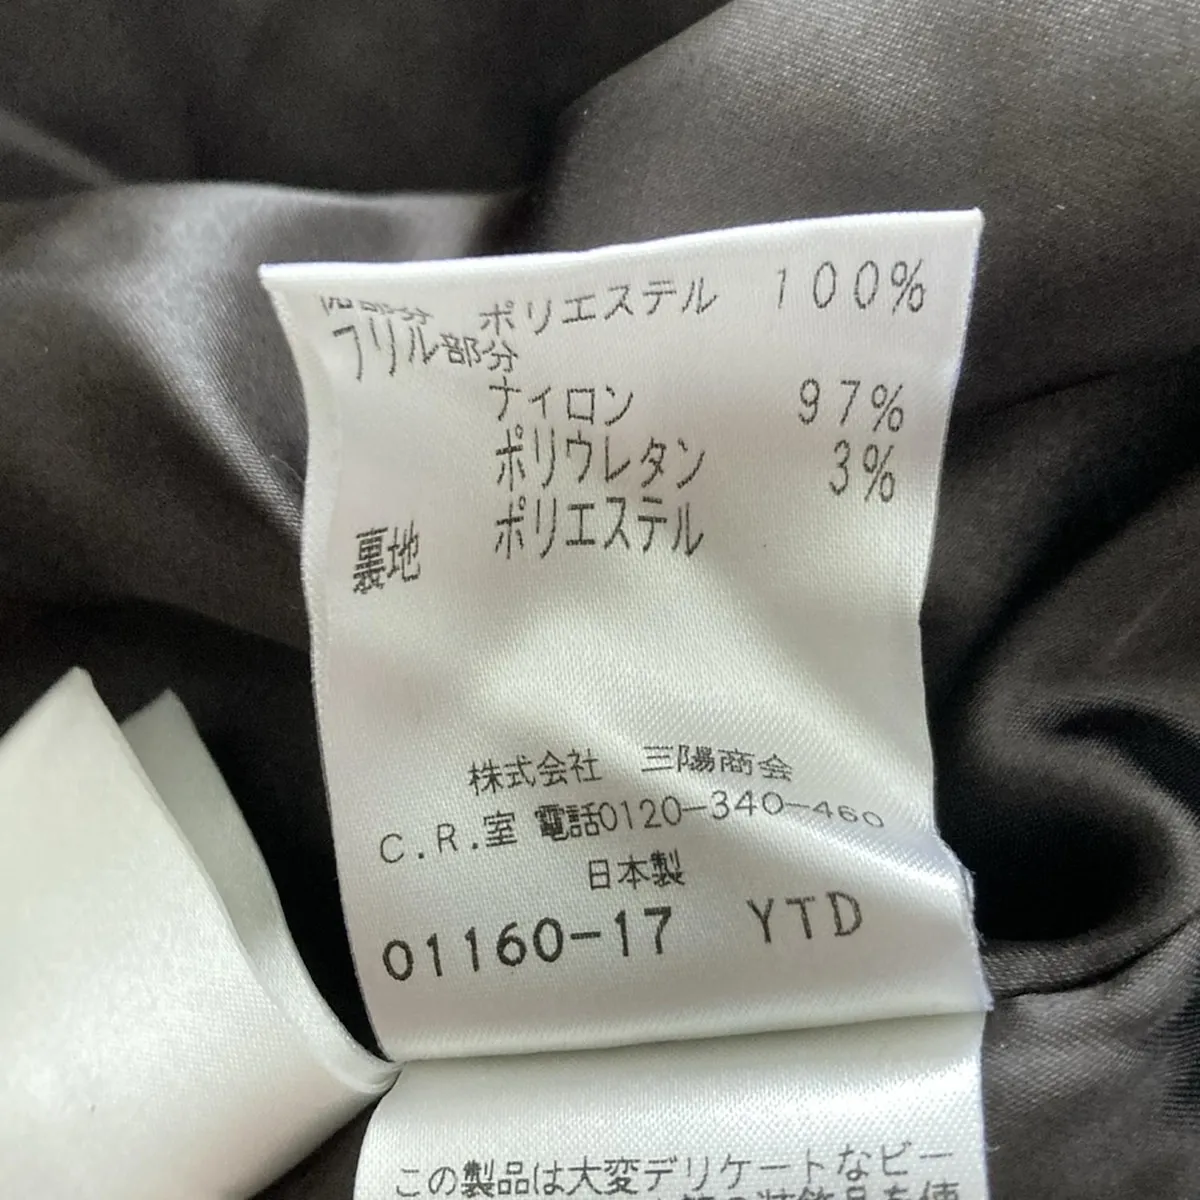 部分 ポリエステル 100%
フリル部分
ナイロン 97%
ポリウレタン 3%
裏地 ポリエステル
株式会社 三陽商会
C.R.室 電話0120-340-460
日本製
01160-17 YTD
この製品は大変デリケートなビー